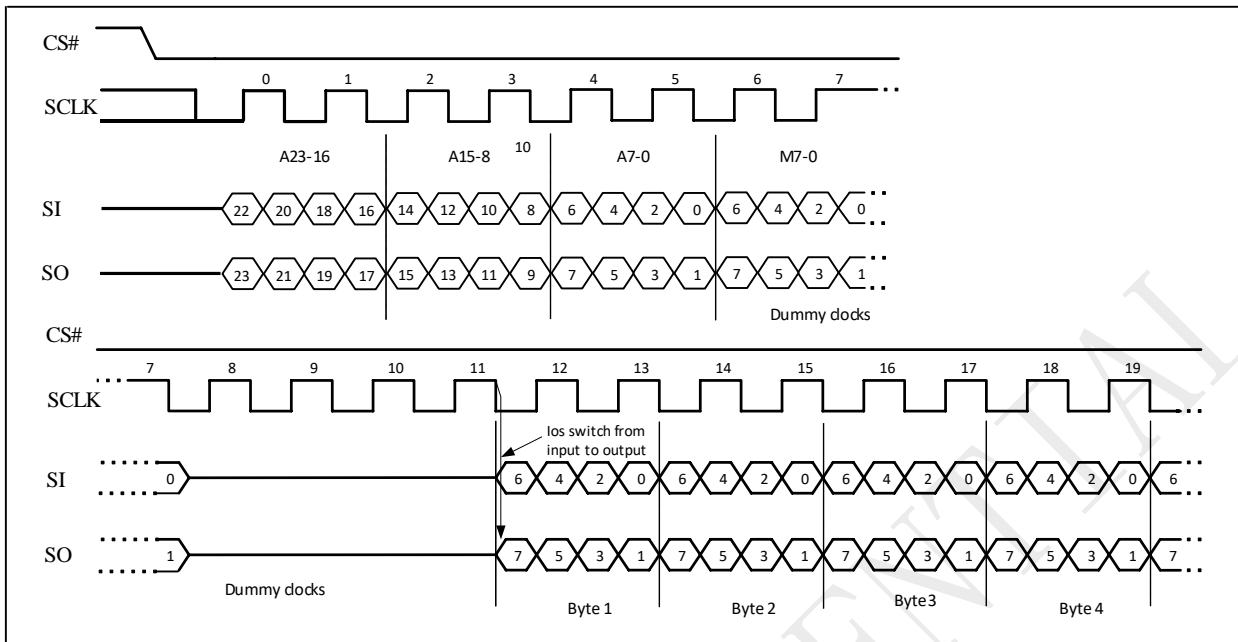 CS#
0 1 2 3 4 5 6 7
SCLK
10
A23-16 A15-8 A7-0 M7-0
SI 22 20 18 16 14 12 10 8 6 4 2 0 6 4 2 0
SO 23 21 19 17 15 13 11 9 7 5 3 1 7 5 3 1
Dummy clocks
CS#
7 8 9 10 11 12 13 14 15 16 17 18 19
SCLK
Ios switch from
input to output
SI 0 6 4 2 0 6 4 2 0 6 4 2 0 6 4 2 0 6
SO 1 7 5 3 1 7 5 3 1 7 5 3 1 7 5 3 1 7
Dummy clocks
Byte 1 Byte 2 Byte 3 Byte 4
ENTIAL